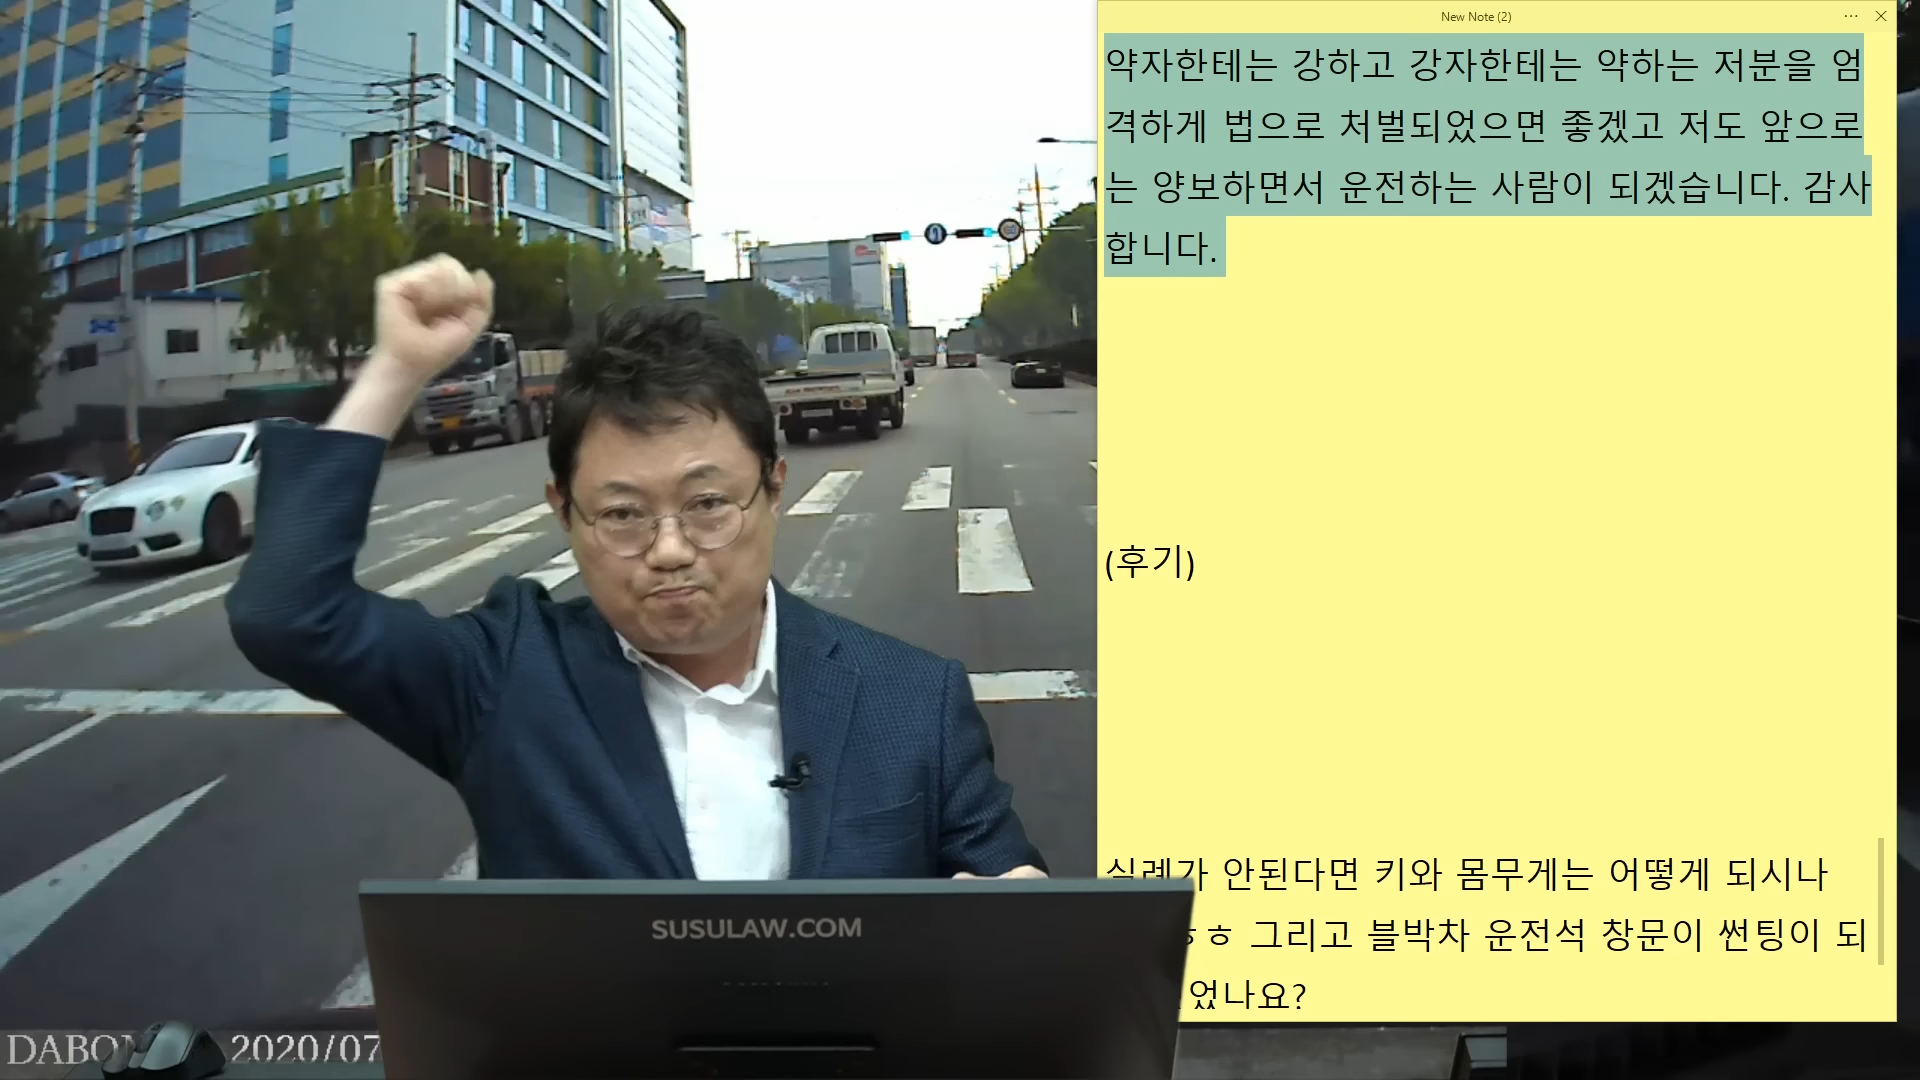 New Note (2)
약자한테는 강하고 강자한테는 약하는 저분을 엄
격하게 법으로 처벌되었으면 좋겠고 저도 앞으로
는 양보하면서 운전하는 사람이 되겠습니다. 감사
합니다.
(후기)
실례가 안된다면 키와 몸무게는 어떻게 되시나
ㅎ 그리고 블박차 운전석 창문이 썬팅이 되
었나요?
SUSULAW.COM
2020/07